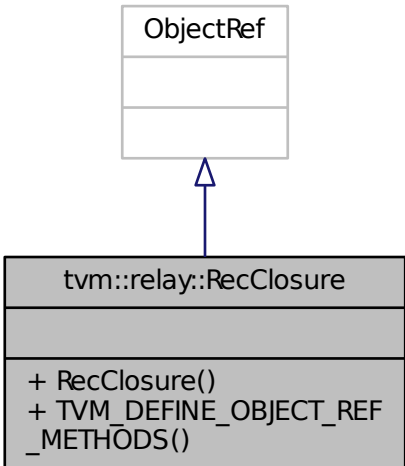 ObjectRef
tvm::relay::RecClosure
+ RecClosure()
+ TVM_DEFINE_OBJECT_REF
_METHODS()